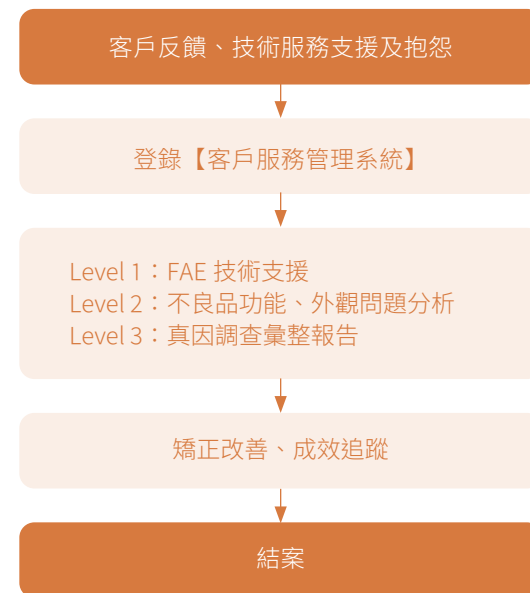 客戶反饋、技術服務支援及抱怨
登錄【客戶服務管理系統】
Level 1：FAE 技術支援
Level 2：不良品功能、外觀問題分析
Level 3：真因調查彙整報告
矯正改善、成效追蹤
結案